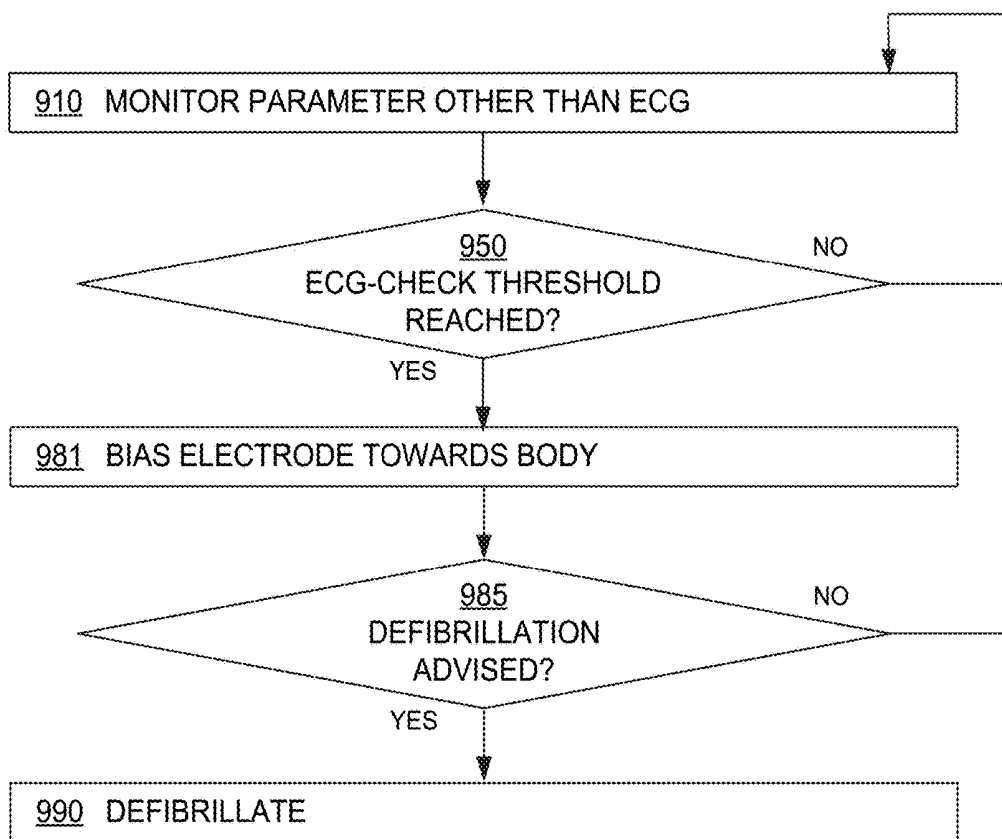 910 MONITOR PARAMETER OTHER THAN ECG
950
NO
ECG-CHECK THRESHOLD
REACHED?
YES
981 BIAS ELECTRODE TOWARDS BODY
985
NO
DEFIBRILLATION
ADVISED?
YES
990 DEFIBRILLATE